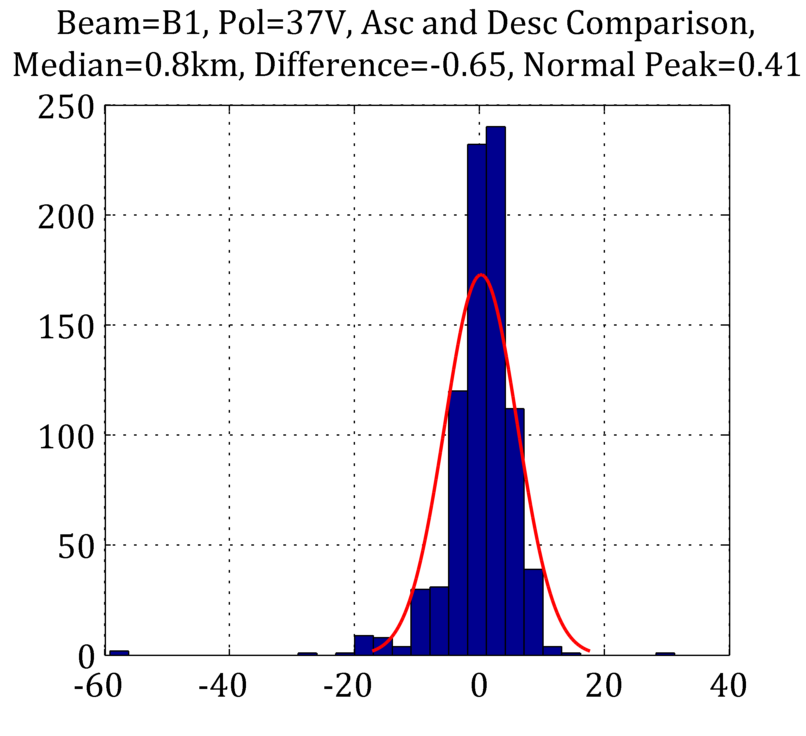 Beam=B1, Pol=37V, Asc and Desc Comparison,
Median=0.8km, Difference=-0.65, Normal Peak=0.41
250
200
150
100
50
0
-60 -40 -20 0 20 40